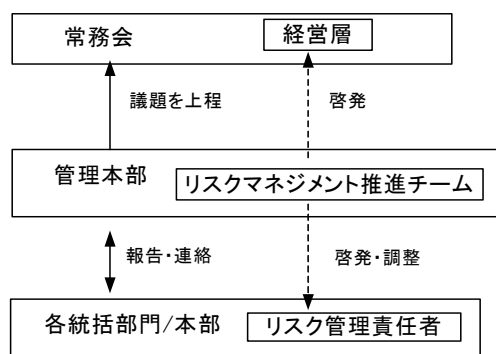 常務会
経営層
議題を上程
啓発
管理本部
リスクマネジメント推進チーム
報告・連絡
啓発・調整
各統括部門/本部
リスク管理責任者